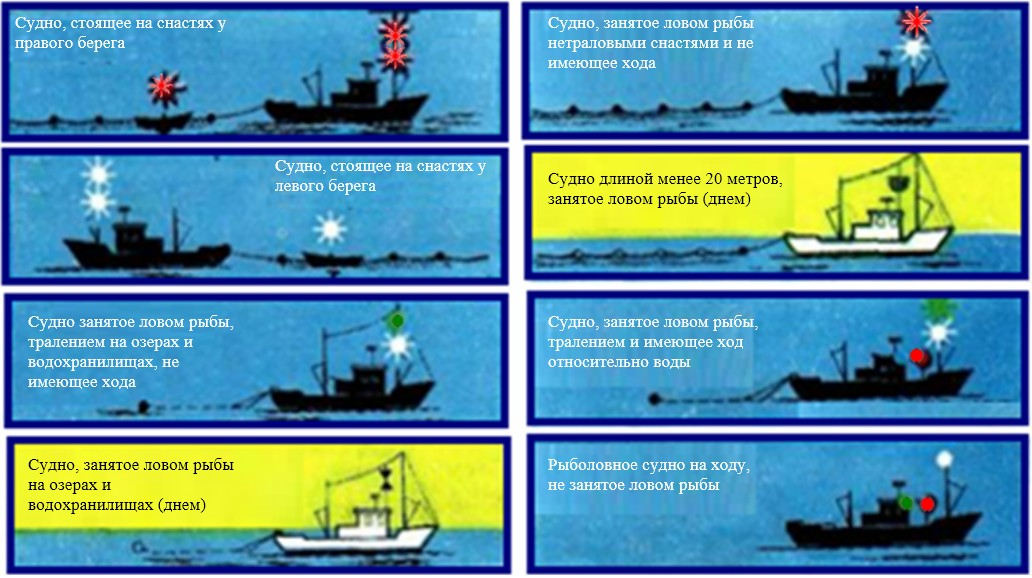 Судно, стоящее на снастях у
правого берега
Судно, занятое ловом рыбы
нетраловыми снастями и не
имеющее хода
Судно, стоящее на снастях у
левого берега
Судно длиной менее 20 метров,
занятое ловом рыбы (днем)
Судно занятое ловом рыбы,
тралением на озерах и
водохранилищах, не
имеющее хода
Судно, занятое ловом рыбы,
тралением и имеющее ход
относительно воды
Судно, занятое ловом рыбы
на озерах и
водохранилищах (днем)
Рыболовное судно на ходу,
не занятое ловом рыбы